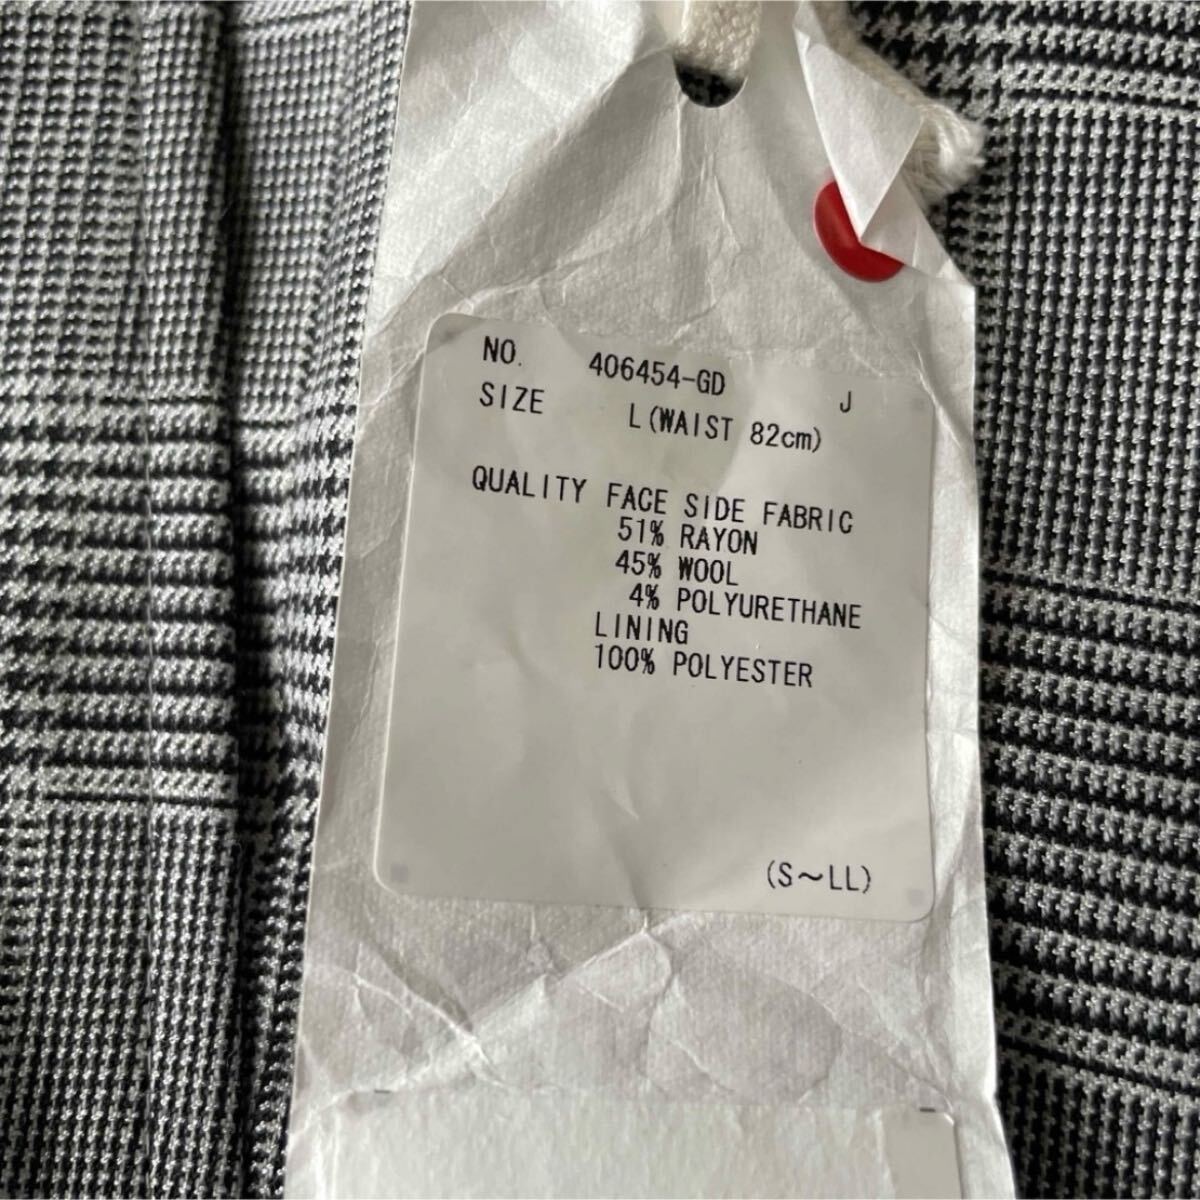 NO. 406454-GD J
SIZE L(WAIST 82cm)
QUALITY FACE SIDE FABRIC
51% RAYON
45% WOOL
4% POLYURETHANE
LINING
100% POLYESTER
(S～LL)